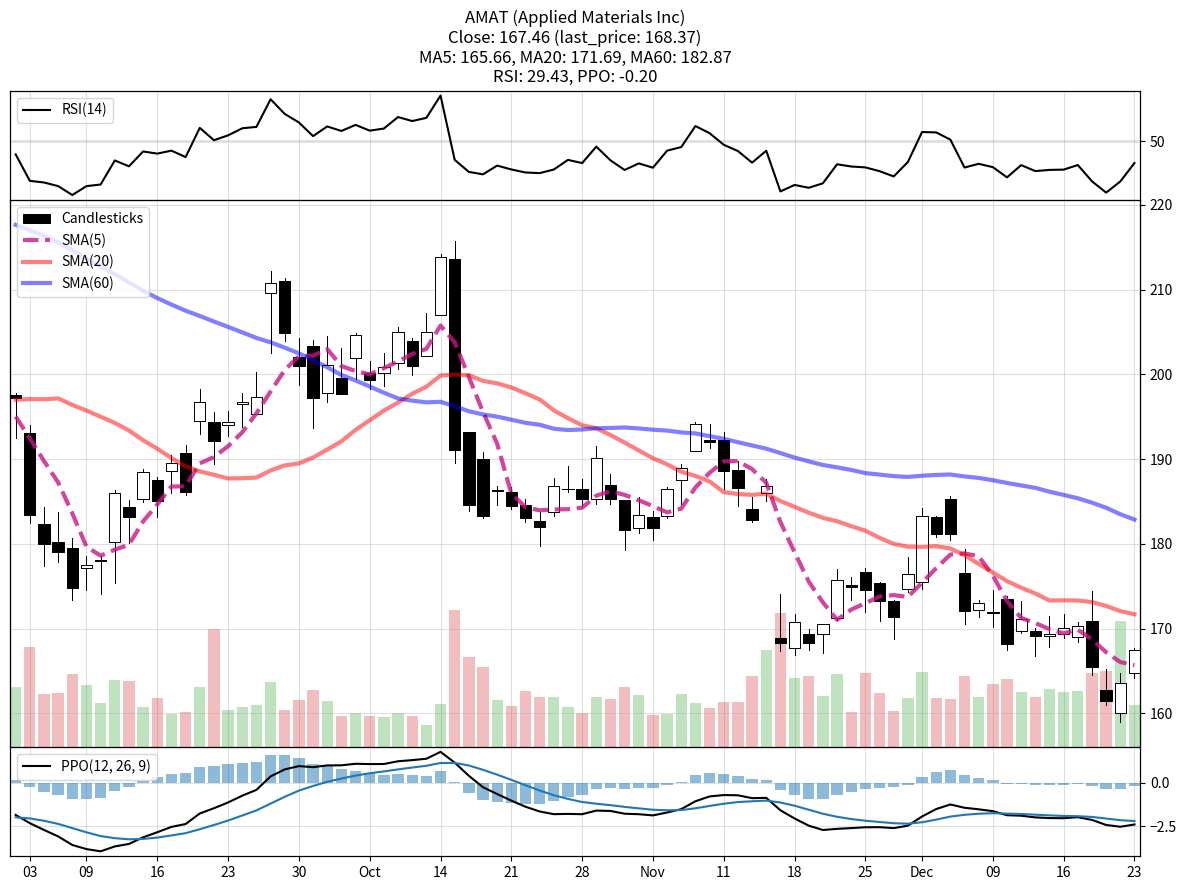 AMAT (Applied Materials Inc)
Close: 167.46 (last_price: 168.37)
MA5: 165.66, MA20: 171.69, MA60: 182.87
RSI: 29.43, PPO: -0.20
RSI(14)
50
Candlesticks
SMA(5)
SMA(20)
SMA(60)
220
210
200
190
180
170
160
PPO(12, 26, 9)
0.0
−2.5
03 09 16 23 30 Oct 14 21 28 Nov 11 18 25 Dec 09 16 23